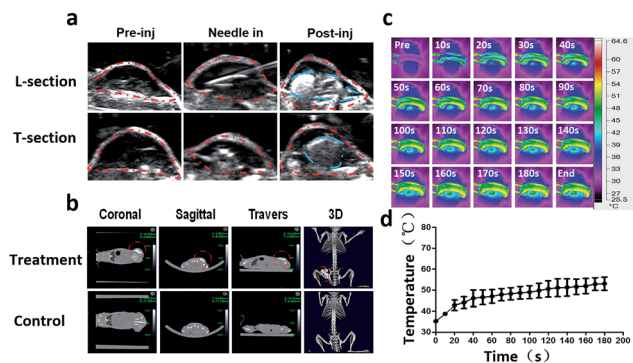 a
Pre-inj Needle in Post-inj
L-section
T-section
b
Coronal Sagittal Travers 3D
Treatment
Control
c
Pre 10s 20s 30s 40s
50s 60s 70s 80s 90s
100s 110s 120s 130s 140s
150s 160s 170s 180s End
64.6
60
57
54
51
48
45
42
39
36
33
30
27
25.5
°C
d
Temperature（℃）
60
50
40
30
0 20 40 60 80 100 120 140 160 180 200
Time（s）